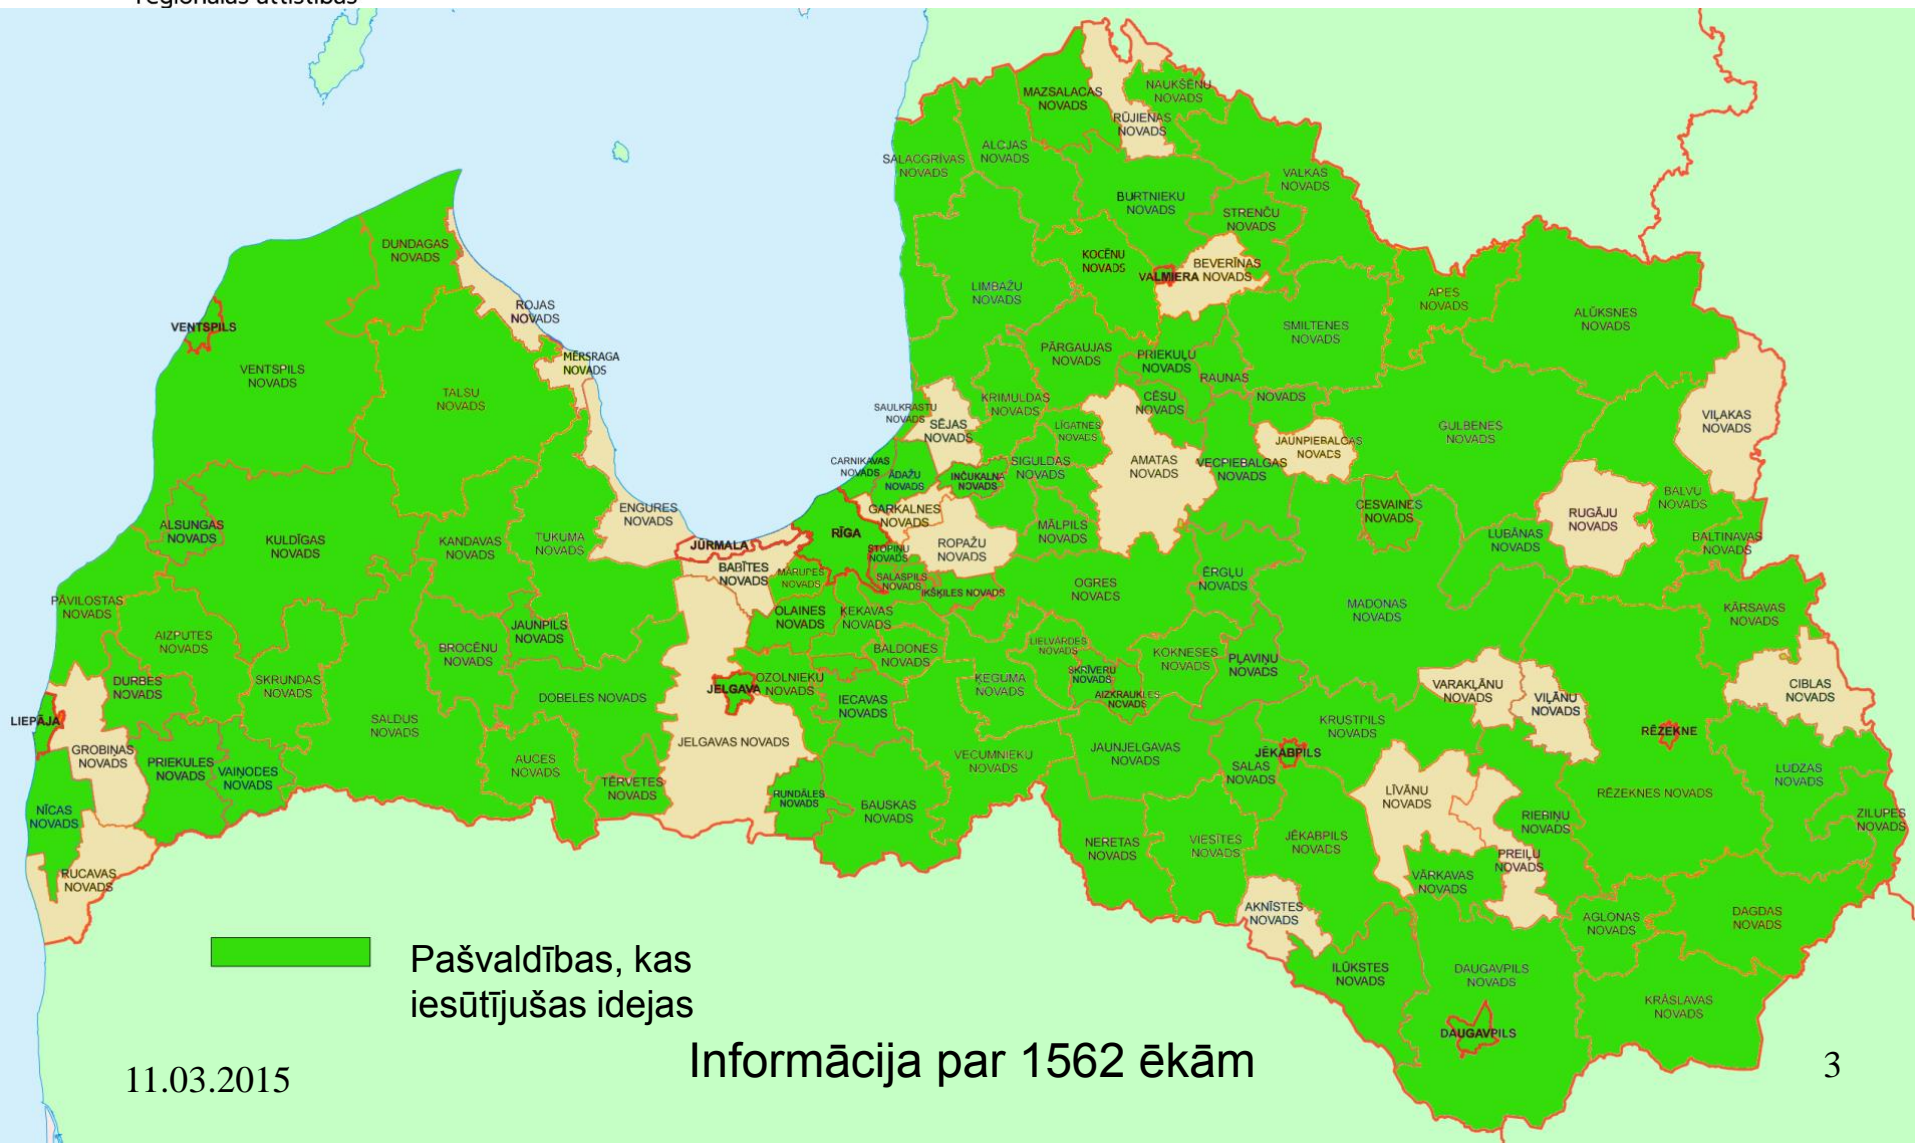 MAZSALACAS
NOVADS
NAUKŠĒNU
NOVADS
RŪJIENAS
NOVADS
SALACGRĪVAS
NOVADS
ALCJAS
NOVADS
VALKAS
NOVADS
BURTNIEKU
NOVADS
STRENČU
NOVADS
DUNDAGAS
NOVADS
KOCĒNU
NOVADS
VALMIERA
BEVERĪNAS
NOVADS
LIMBAŽU
NOVADS
APES
NOVADS
ALŪKSNES
NOVADS
ROJAS
NOVADS
VENTSPILS
SMILTENES
NOVADS
MĒRSRAGA
NOVADS
VENTSPILS
NOVADS
TALSU
NOVADS
PĀRGAUJAS
NOVADS
PRIEKUĻU
NOVADS
RAUNAS
NOVADS
CĒSU
NOVADS
SAULKRASTU
NOVADS
KRIMULDAS
NOVADS
SĒJAS
NOVADS
LĪGATNES
NOVADS
GULBENES
NOVADS
VIĻAKAS
NOVADS
JAUNPIEBALGAS
NOVADS
CARNIKAVAS
NOVADS
ĀDAŽU
NOVADS
INČUKALNA
NOVADS
SIGULDAS
NOVADS
AMATAS
NOVADS
VECPIEBALGAS
NOVADS
BALVU
NOVADS
ENGURES
NOVADS
GARKALNES
NOVADS
CESVAINES
NOVADS
RUGĀJU
NOVADS
ALSUNGAS
NOVADS
KULDĪGAS
NOVADS
KANDAVAS
NOVADS
TUKUMA
NOVADS
JŪRMALA
RĪGA
STOPIŅU
NOVADS
ROPAŽU
NOVADS
MĀLPILS
NOVADS
LUBĀNAS
NOVADS
BALTINAVAS
NOVADS
BABĪTES
NOVADS
MĀRUPES
NOVADS
SALASPILS
NOVADS
IKŠĶILES NOVADS
OGRES
NOVADS
ĒRGĻU
NOVADS
MADONAS
NOVADS
KĀRSAVAS
NOVADS
PĀVILOSTAS
NOVADS
AIZPUTES
NOVADS
JAUNPILS
NOVADS
OLAINES
NOVADS
ĶEKAVAS
NOVADS
BROCĒNU
NOVADS
BALDONES
NOVADS
LIELVĀRDES
NOVADS
KOKNESES
NOVADS
PĻAVIŅU
NOVADS
DURBES
NOVADS
SKRUNDAS
NOVADS
DOBELES NOVADS
JELGAVA
OZOLNIEKU
NOVADS
ĶEGUMA
NOVADS
SKRĪVERU
NOVADS
AIZKRAUKLES
NOVADS
VARAKĻĀNU
NOVADS
VIĻĀNU
NOVADS
CIBLAS
NOVADS
LIEPĀJA
SALDUS
NOVADS
IECAVAS
NOVADS
KRUSTPILS
NOVADS
RĒZEKNE
GROBIŅAS
NOVADS
PRIEKULES
NOVADS
VAIŅODES
NOVADS
AUCES
NOVADS
JELGAVAS NOVADS
VECUMNIEKU
NOVADS
JAUNJELGAVAS
NOVADS
JĒKABPILS
SALAS
NOVADS
LUDZAS
NOVADS
TĒRVETES
NOVADS
RUNDĀLES
NOVADS
BAUSKAS
NOVADS
LĪVĀNU
NOVADS
RĒZEKNES NOVADS
NĪCAS
NOVADS
RIEBIŅU
NOVADS
ZILUPES
NOVADS
NERETAS
NOVADS
VIESĪTES
NOVADS
JĒKABPILS
NOVADS
PREIĻU
NOVADS
RUCAVAS
NOVADS
VĀRKAVAS
NOVADS
AKNĪSTES
NOVADS
AGLONAS
NOVADS
DAGDAS
NOVADS
ILŪKSTES
NOVADS
DAUGAVPILS
NOVADS
KRĀSLAVAS
NOVADS
DAUGAVPILS
Pašvaldības, kas
iesūtījušas idejas
Informācija par 1562 ēkām
11.03.2015
3